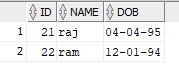 ID NAME DOB
1 21 raj 04-04-95
2 22 ram 12-01-94